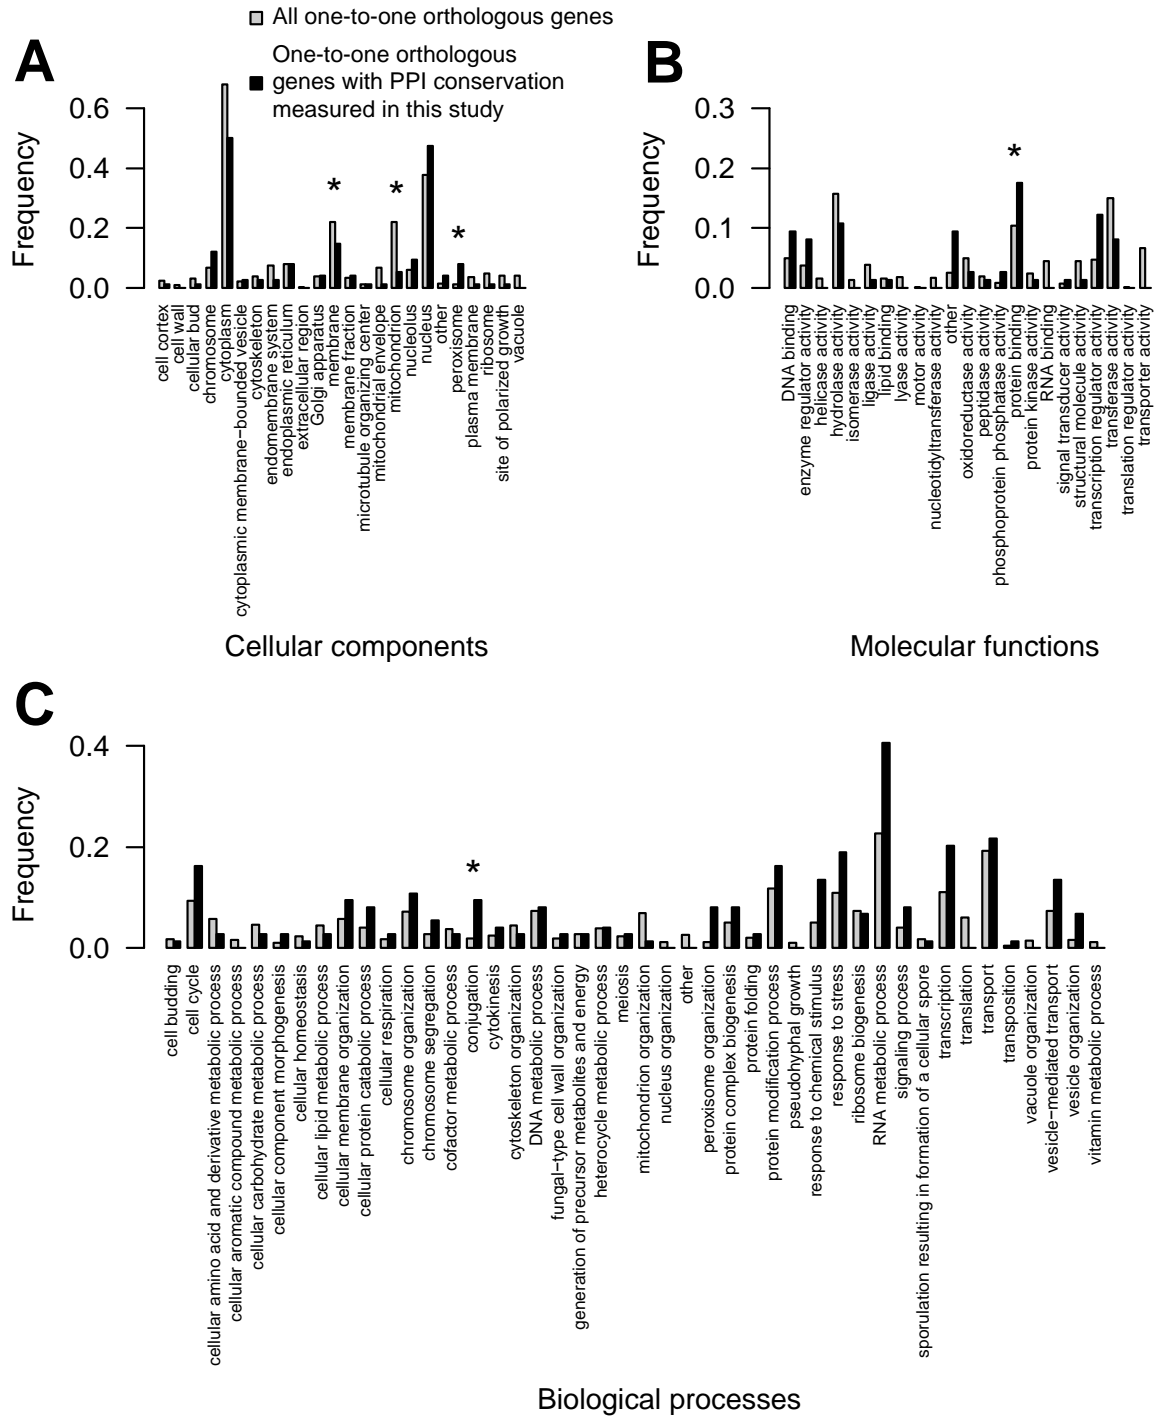 All one-to-one orthologous genes
One-to-one orthologous
genes with PPI conservation
measured in this study
A
Frequency
0.6
0.4
0.2
0.0
*
*
*
cell cortex
cell wall
cellular bud
chromosome
cytoplasm
cytoplasmic membrane−bounded vesicle
cytoskeleton
endomembrane system
endoplasmic reticulum
extracellular region
Golgi apparatus
membrane
membrane fraction
microtubule organizing center
mitochondrial envelope
mitochondrion
nucleolus
nucleus
other
peroxisome
plasma membrane
ribosome
site of polarized growth
vacuole
Cellular components
B
Frequency
0.3
0.2
0.1
0.0
*
DNA binding
enzyme regulator activity
helicase activity
hydrolase activity
isomerase activity
ligase activity
lipid binding
lyase activity
motor activity
nucleotidyltransferase activity
other
oxidoreductase activity
peptidase activity
phosphoprotein phosphatase activity
protein binding
protein kinase activity
RNA binding
signal transducer activity
structural molecule activity
transcription regulator activity
transferase activity
translation regulator activity
transporter activity
Molecular functions
C
Frequency
0.4
0.2
0.0
*
cell budding
cell cycle
cellular amino acid and derivative metabolic process
cellular aromatic compound metabolic process
cellular carbohydrate metabolic process
cellular component morphogenesis
cellular homeostasis
cellular lipid metabolic process
cellular membrane organization
cellular protein catabolic process
cellular respiration
chromosome organization
chromosome segregation
cofactor metabolic process
conjugation
cytokinesis
cytoskeleton organization
DNA metabolic process
fungal−type cell wall organization
generation of precursor metabolites and energy
heterocycle metabolic process
meiosis
mitochondrion organization
nucleus organization
other
peroxisome organization
protein complex biogenesis
protein folding
protein modification process
pseudohyphal growth
response to chemical stimulus
response to stress
ribosome biogenesis
RNA metabolic process
signaling process
sporulation resulting in formation of a cellular spore
transcription
translation
transport
transposition
vacuole organization
vesicle−mediated transport
vesicle organization
vitamin metabolic process
Biological processes